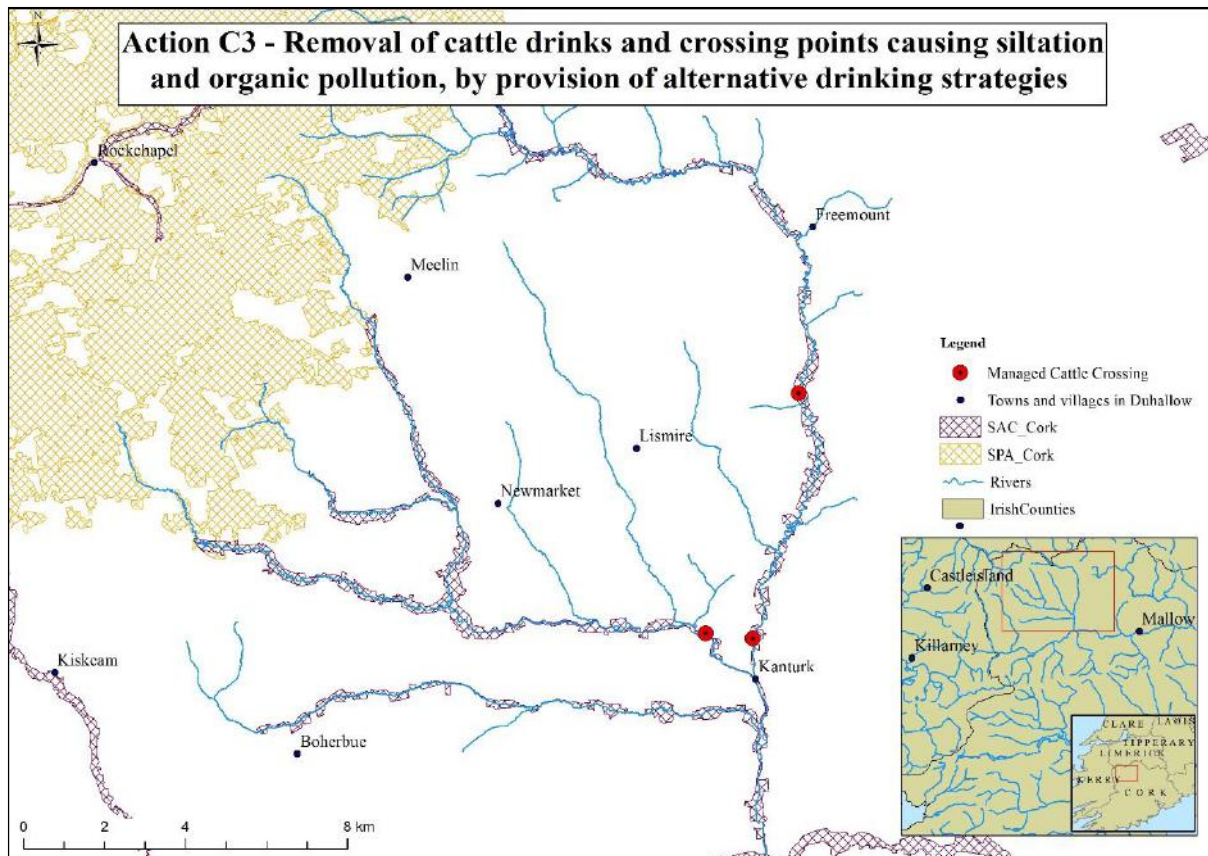 N
Action C3 - Removal of cattle drinks and crossing points causing siltation
and organic pollution, by provision of alternative drinking strategies
Rockchapel
Freemount
Meelin
Legend
Managed Cattle Crossing
Towns and villages in Duhallow
SAC_Cork
SPA_Cork
Rivers
IrishCounties
Lismire
Newmarket
Castleisland
Mallow
Killarney
Kiskeam
Kanturk
Boherbue
CLARE
LAOIS
TIPPERARY
LIMERICK
KERRY
CORK
0 2 4 8 km